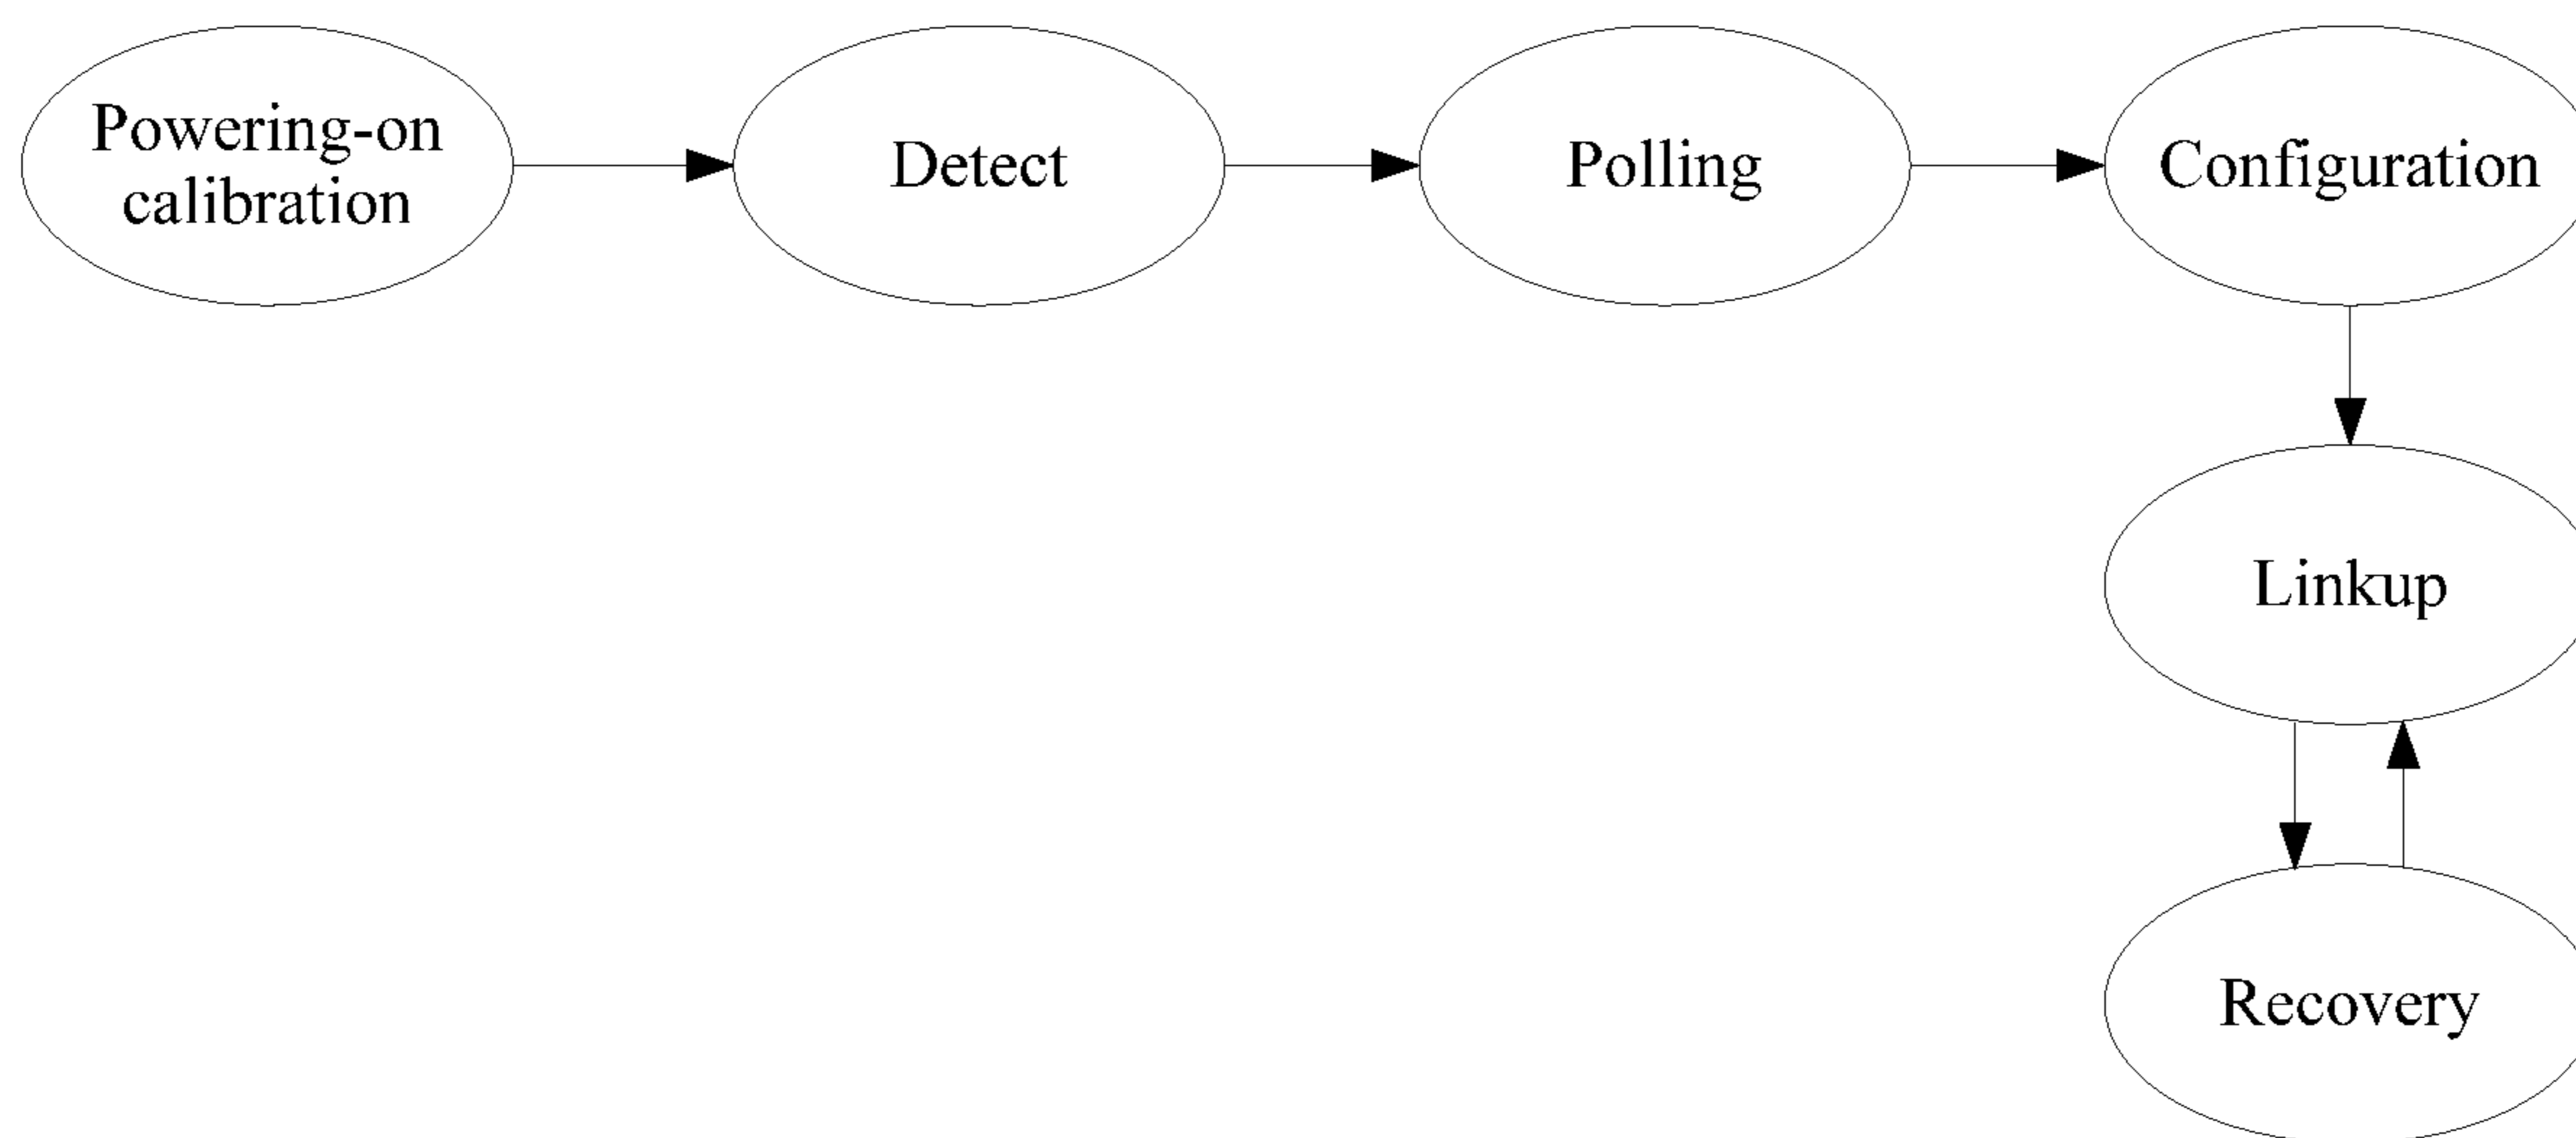 Powering-on
calibration
Detect
Polling
Configuration
Linkup
Recovery